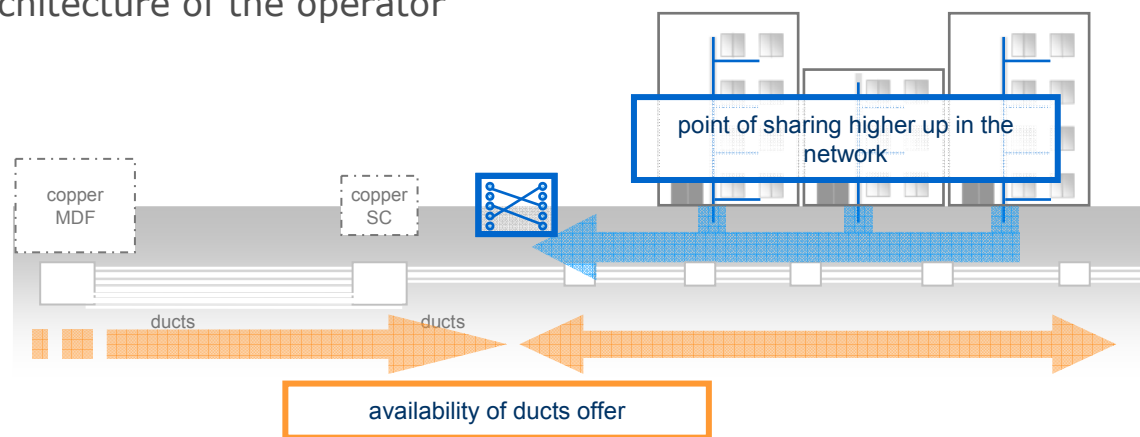 chitecture of the operator
point of sharing higher up in the
network
copper
MDF
copper
SC
ducts
ducts
availability of ducts offer